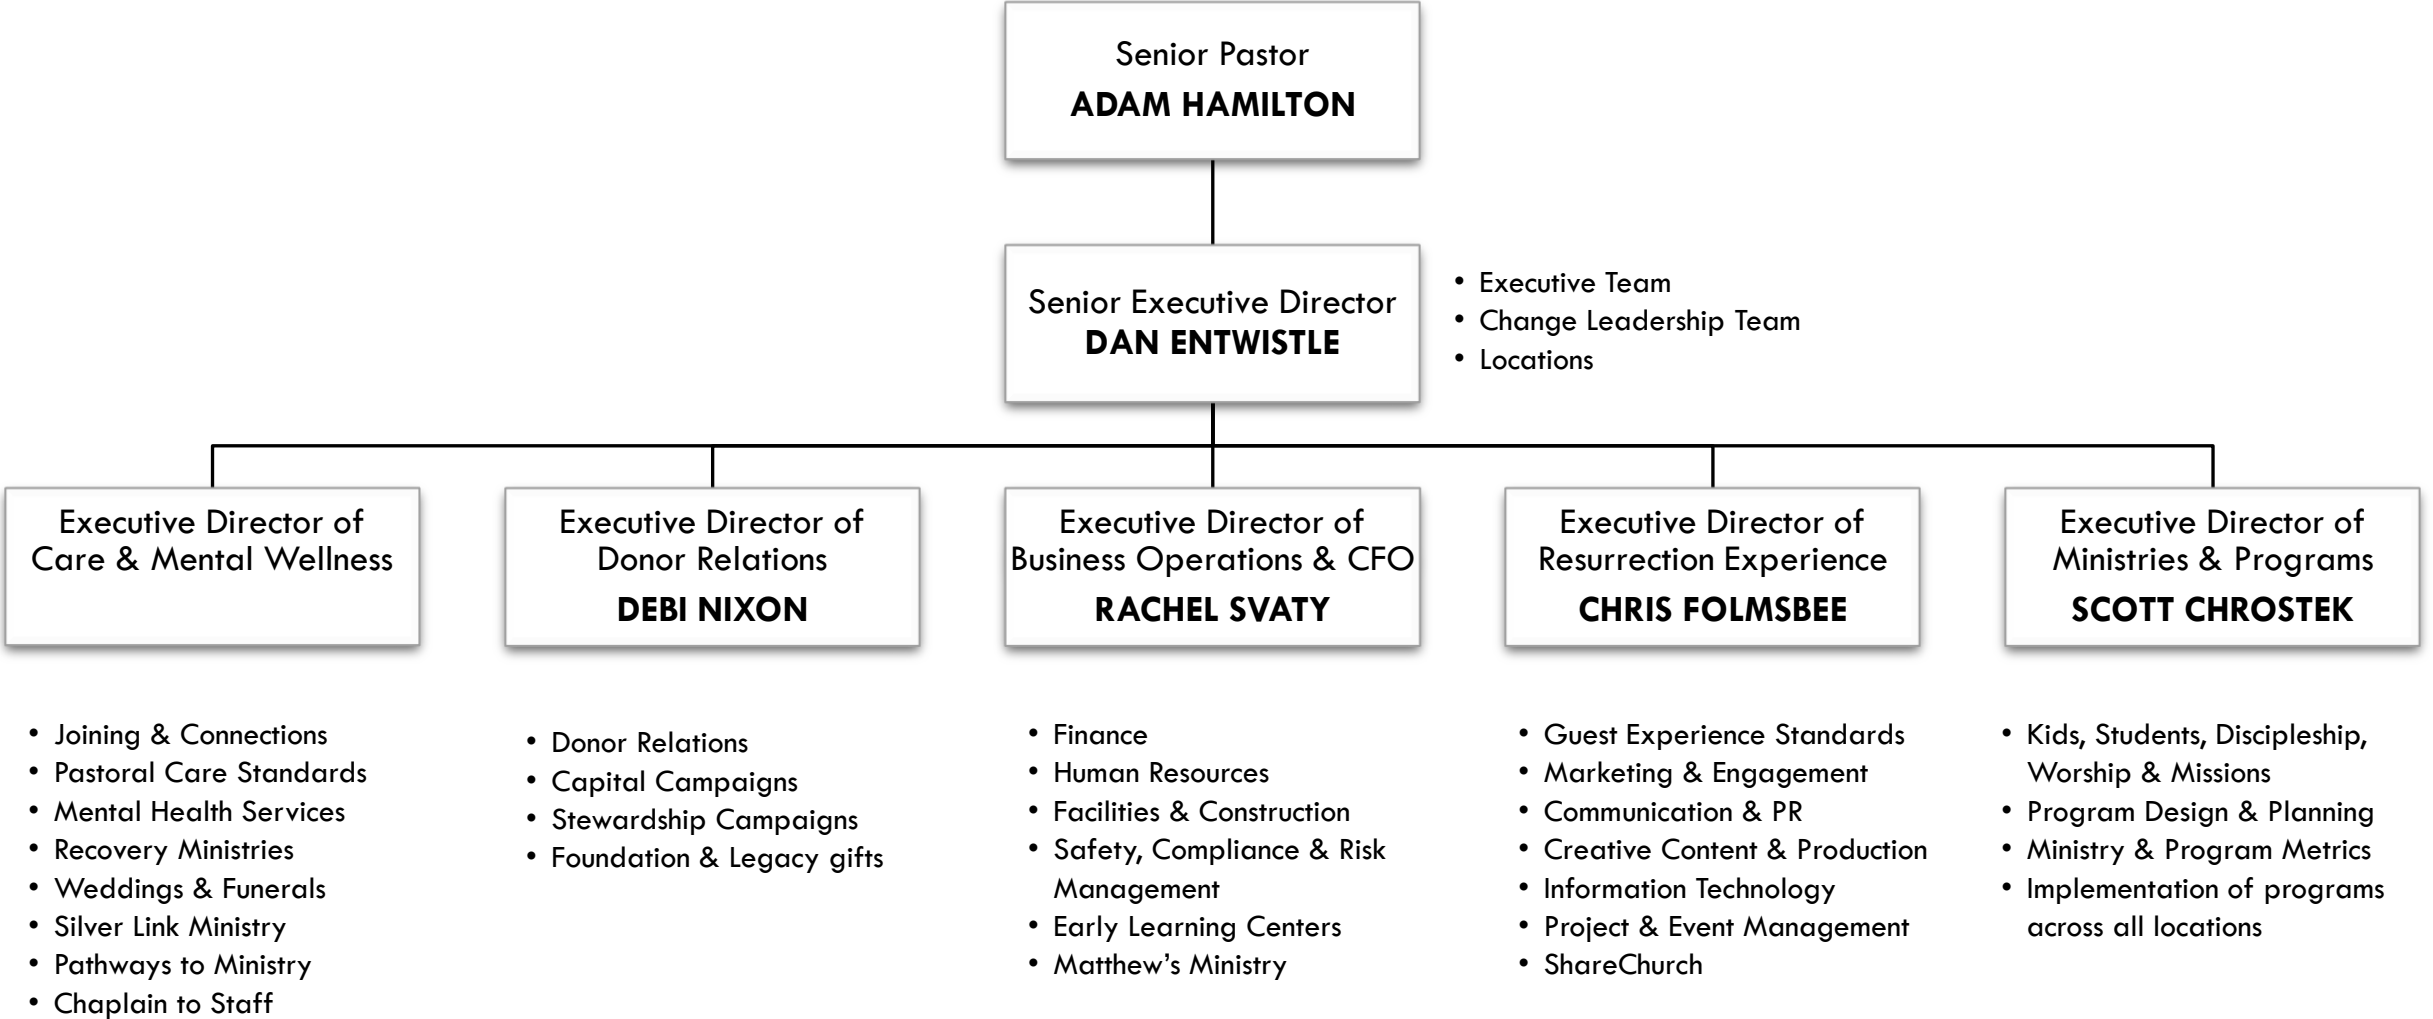 Senior Pastor
ADAM HAMILTON
Senior Executive Director
DAN ENTWISTLE
• Executive Team
• Change Leadership Team
• Locations
Executive Director of
Care & Mental Wellness
Executive Director of
Donor Relations
DEBI NIXON
Executive Director of
Business Operations & CFO
RACHEL SVATY
Executive Director of
Resurrection Experience
CHRIS FOLMSBEE
Executive Director of
Ministries & Programs
SCOTT CHROSTEK
• Joining & Connections
• Pastoral Care Standards
• Mental Health Services
• Recovery Ministries
• Weddings & Funerals
• Silver Link Ministry
• Pathways to Ministry
• Chaplain to Staff
• Donor Relations
• Capital Campaigns
• Stewardship Campaigns
• Foundation & Legacy gifts
• Finance
• Human Resources
• Facilities & Construction
• Safety, Compliance & Risk
Management
• Early Learning Centers
• Matthew’s Ministry
• Guest Experience Standards
• Marketing & Engagement
• Communication & PR
• Creative Content & Production
• Information Technology
• Project & Event Management
• ShareChurch
• Kids, Students, Discipleship,
Worship & Missions
• Program Design & Planning
• Ministry & Program Metrics
• Implementation of programs
across all locations